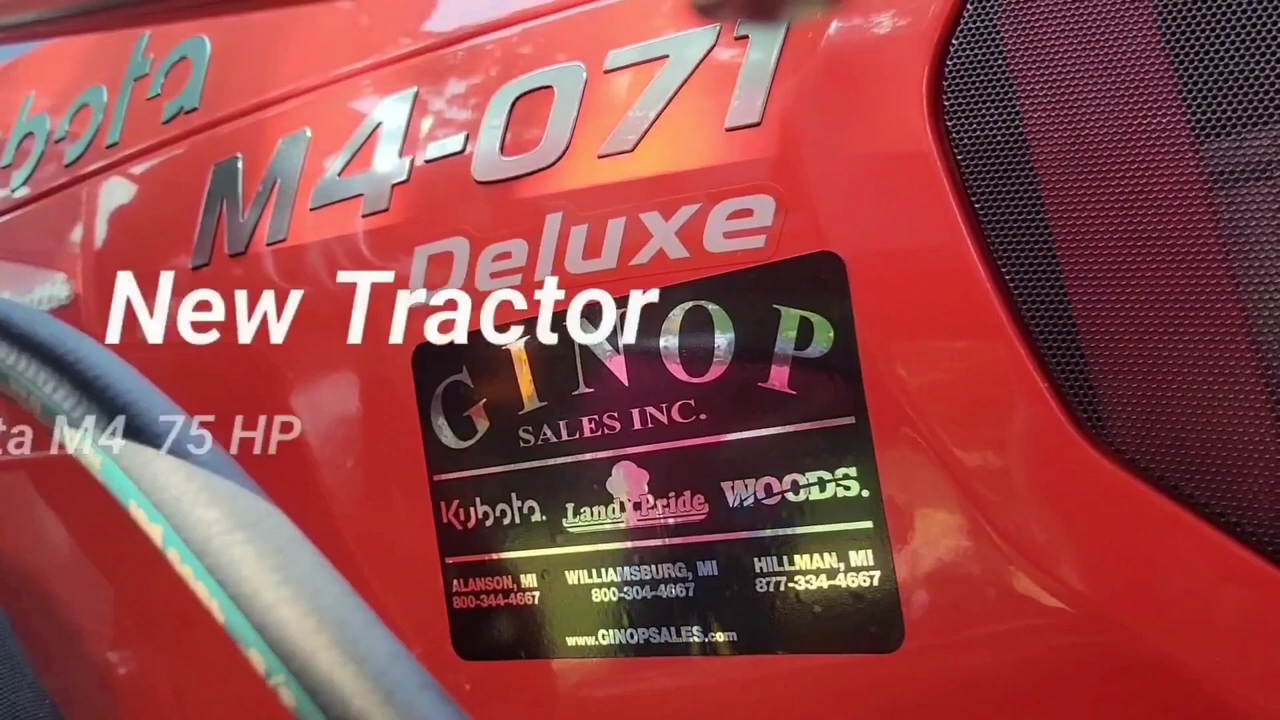 Kubota
M4-071
Deluxe
New Tractor
GINOP
SALES INC.
ta M4 75 HP
Kubota. Land Pride WOODS.
ALANSON, MI WILLIAMSBURG, MI HILLMAN, MI
800-344-4667 800-304-4667 877-334-4667
www.GINOPSALES.com